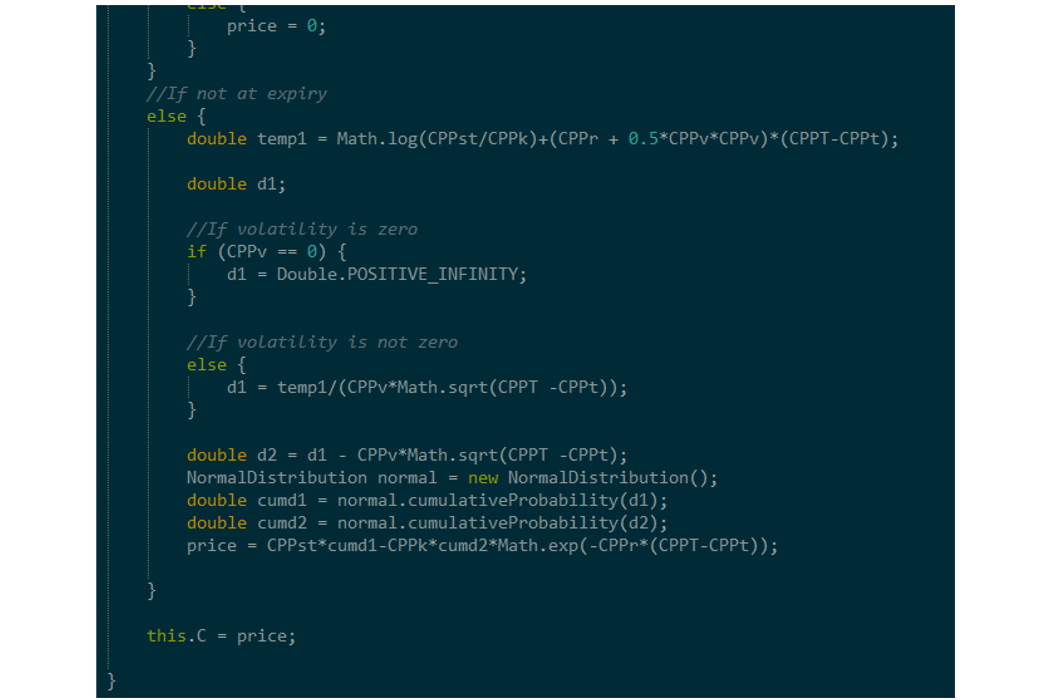 else {
price = 0;
}
}
//If not at expiry
else {
double temp1 = Math.log(CPPst/CPPk)+(CPPr + 0.5*CPPv*CPPv)*(CPPT-CPPt);
double d1;
//If volatility is zero
if (CPPv == 0) {
d1 = Double.POSITIVE_INFINITY;
}
//If volatility is not zero
else {
d1 = temp1/(CPPv*Math.sqrt(CPPT -CPPt));
}
double d2 = d1 - CPPv*Math.sqrt(CPPT -CPPt);
NormalDistribution normal = new NormalDistribution();
double cumd1 = normal.cumulativeProbability(d1);
double cumd2 = normal.cumulativeProbability(d2);
price = CPPst*cumd1-CPPk*cumd2*Math.exp(-CPPr*(CPPT-CPPt));
}
this.C = price;
}